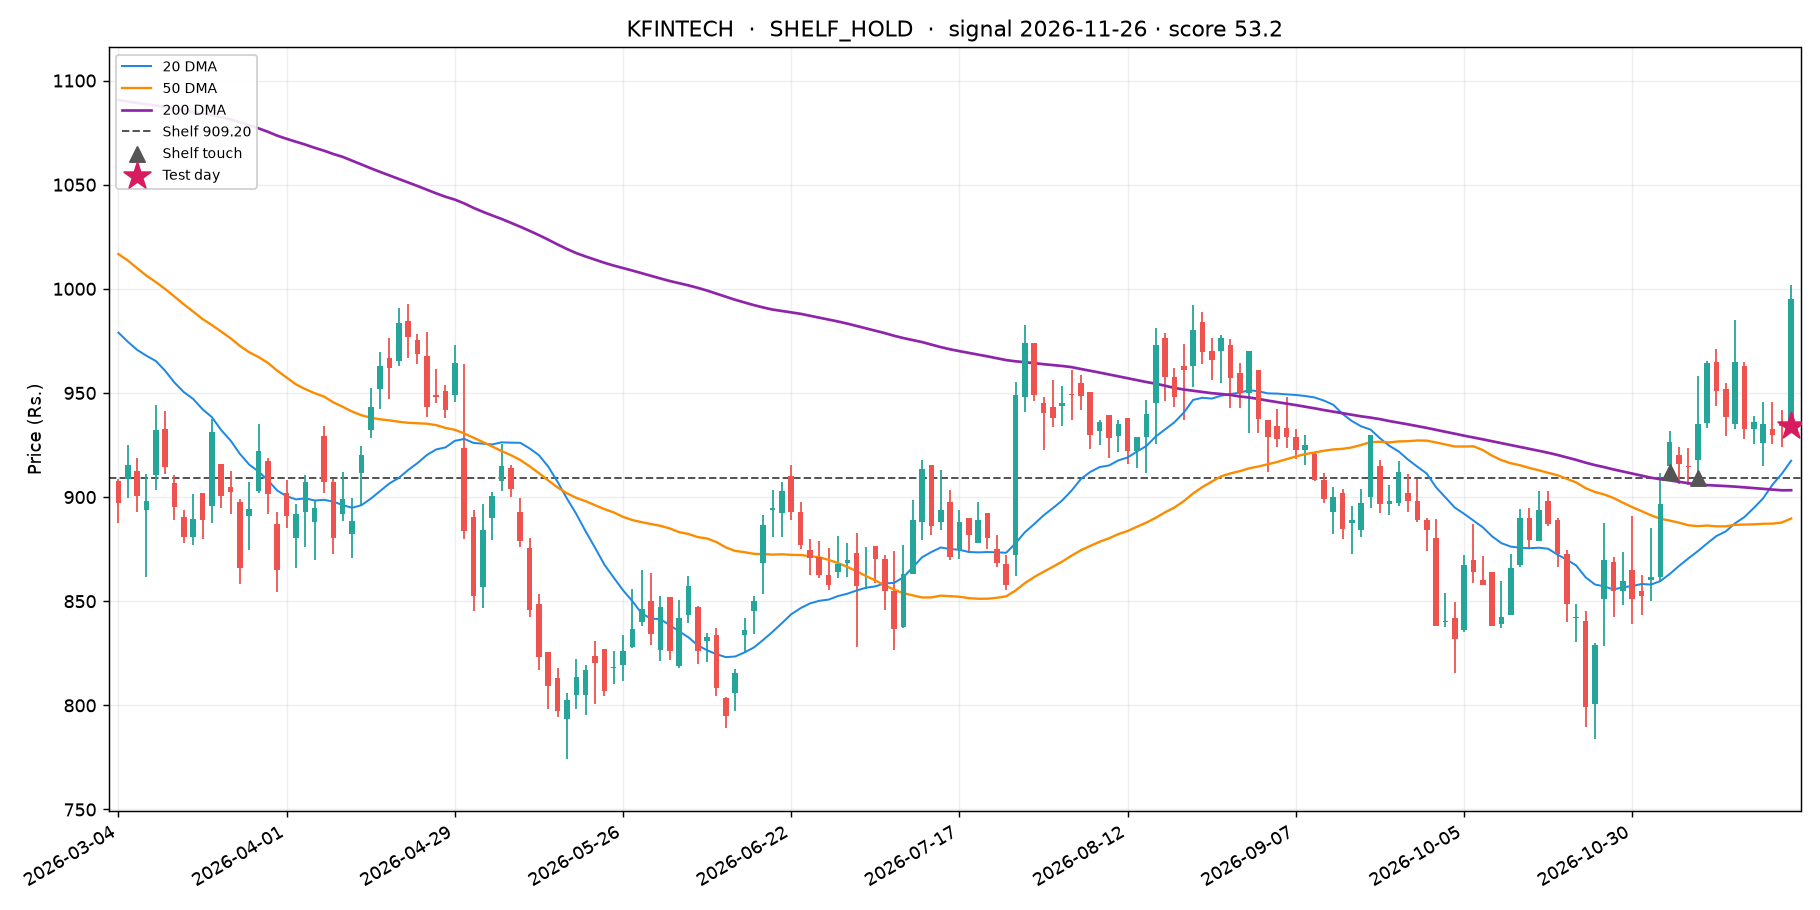 KFINTECH · SHELF_HOLD · signal 2026-11-26 · score 53.2
20 DMA
50 DMA
200 DMA
Shelf 909.20
Shelf touch
Test day
Price (Rs.)
1100
1050
1000
950
900
850
800
750
2026-03-04
2026-04-01
2026-04-29
2026-05-26
2026-06-22
2026-07-17
2026-08-12
2026-09-07
2026-10-05
2026-10-30